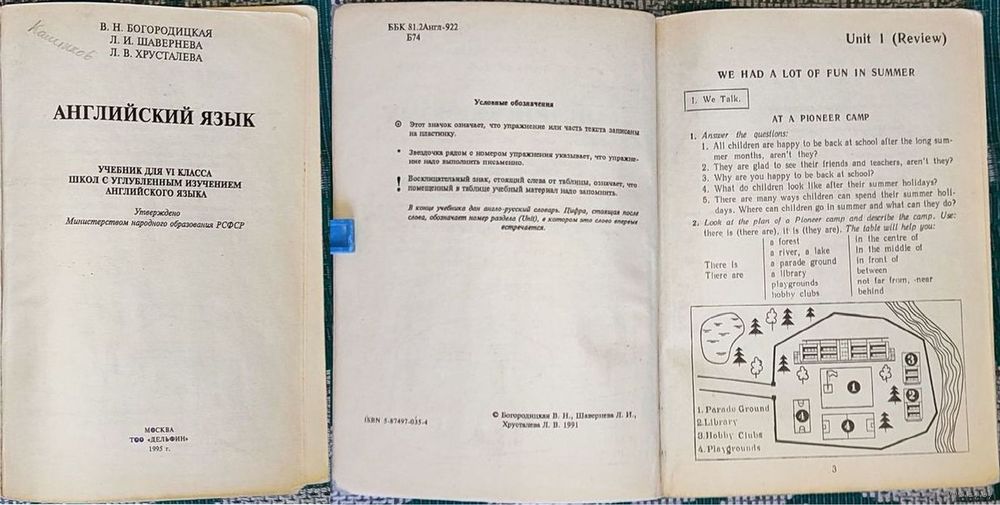 Кашников
В. Н. БОГОРОДИЦКАЯ
Л. И. ШАВЕРНЕВА
Л. В. ХРУСТАЛЕВА
АНГЛИЙСКИЙ ЯЗЫК
УЧЕБНИК ДЛЯ VI КЛАССА
ШКОЛ С УГЛУБЛЕННЫМ ИЗУЧЕНИЕМ
АНГЛИЙСКОГО ЯЗЫКА
Утверждено
Министерством народного образования РСФСР
МОСКВА
ТОО «ДЕЛЬФИН»
1995 г.
ББК 81.2Англ-922
Б74
Условные обозначения
Этот значок означает, что упражнение или часть текста записаны
на пластинку.
* Звездочка рядом с номером упражнения указывает, что упражне-
ние надо выполнить письменно.
! Восклицательный знак, стоящий слева от таблицы, означает, что
помещенный в таблице учебный материал надо запомнить.
В конце учебника дан англо-русский словарь. Цифра, стоящая после
слова, обозначает номер раздела (Unit), в котором это слово впервые
встречается.
ISBN 5-87497-035-4
© Богородицкая В. Н., Шавернева Л. И.,
Хрусталева Л. В. 1991
Unit 1 (Review)
WE HAD A LOT OF FUN IN SUMMER
1. We Talk.
AT A PIONEER CAMP
1. Answer the questions:
1. All children are happy to be back at school after the long sum-
mer months, aren't they?
2. They are glad to see their friends and teachers, aren't they?
3. Why are you happy to be back at school?
4. What do children look like after their summer holidays?
5. There are many ways children can spend their summer holi-
days. Where can children go in summer and what can they do?
2. Look at the plan of a Pioneer camp and describe the camp. Use:
there is (there are), it is (they are). The table will help you:
There is
There are
a forest
a river, a lake
a parade ground
a library
playgrounds
hobby clubs
in the centre of
in the middle of
in front of
between
not far from, -near
behind
1
2
3
4
4
1. Parade Ground
2. Library
3. Hobby Clubs
4. Playgrounds
3